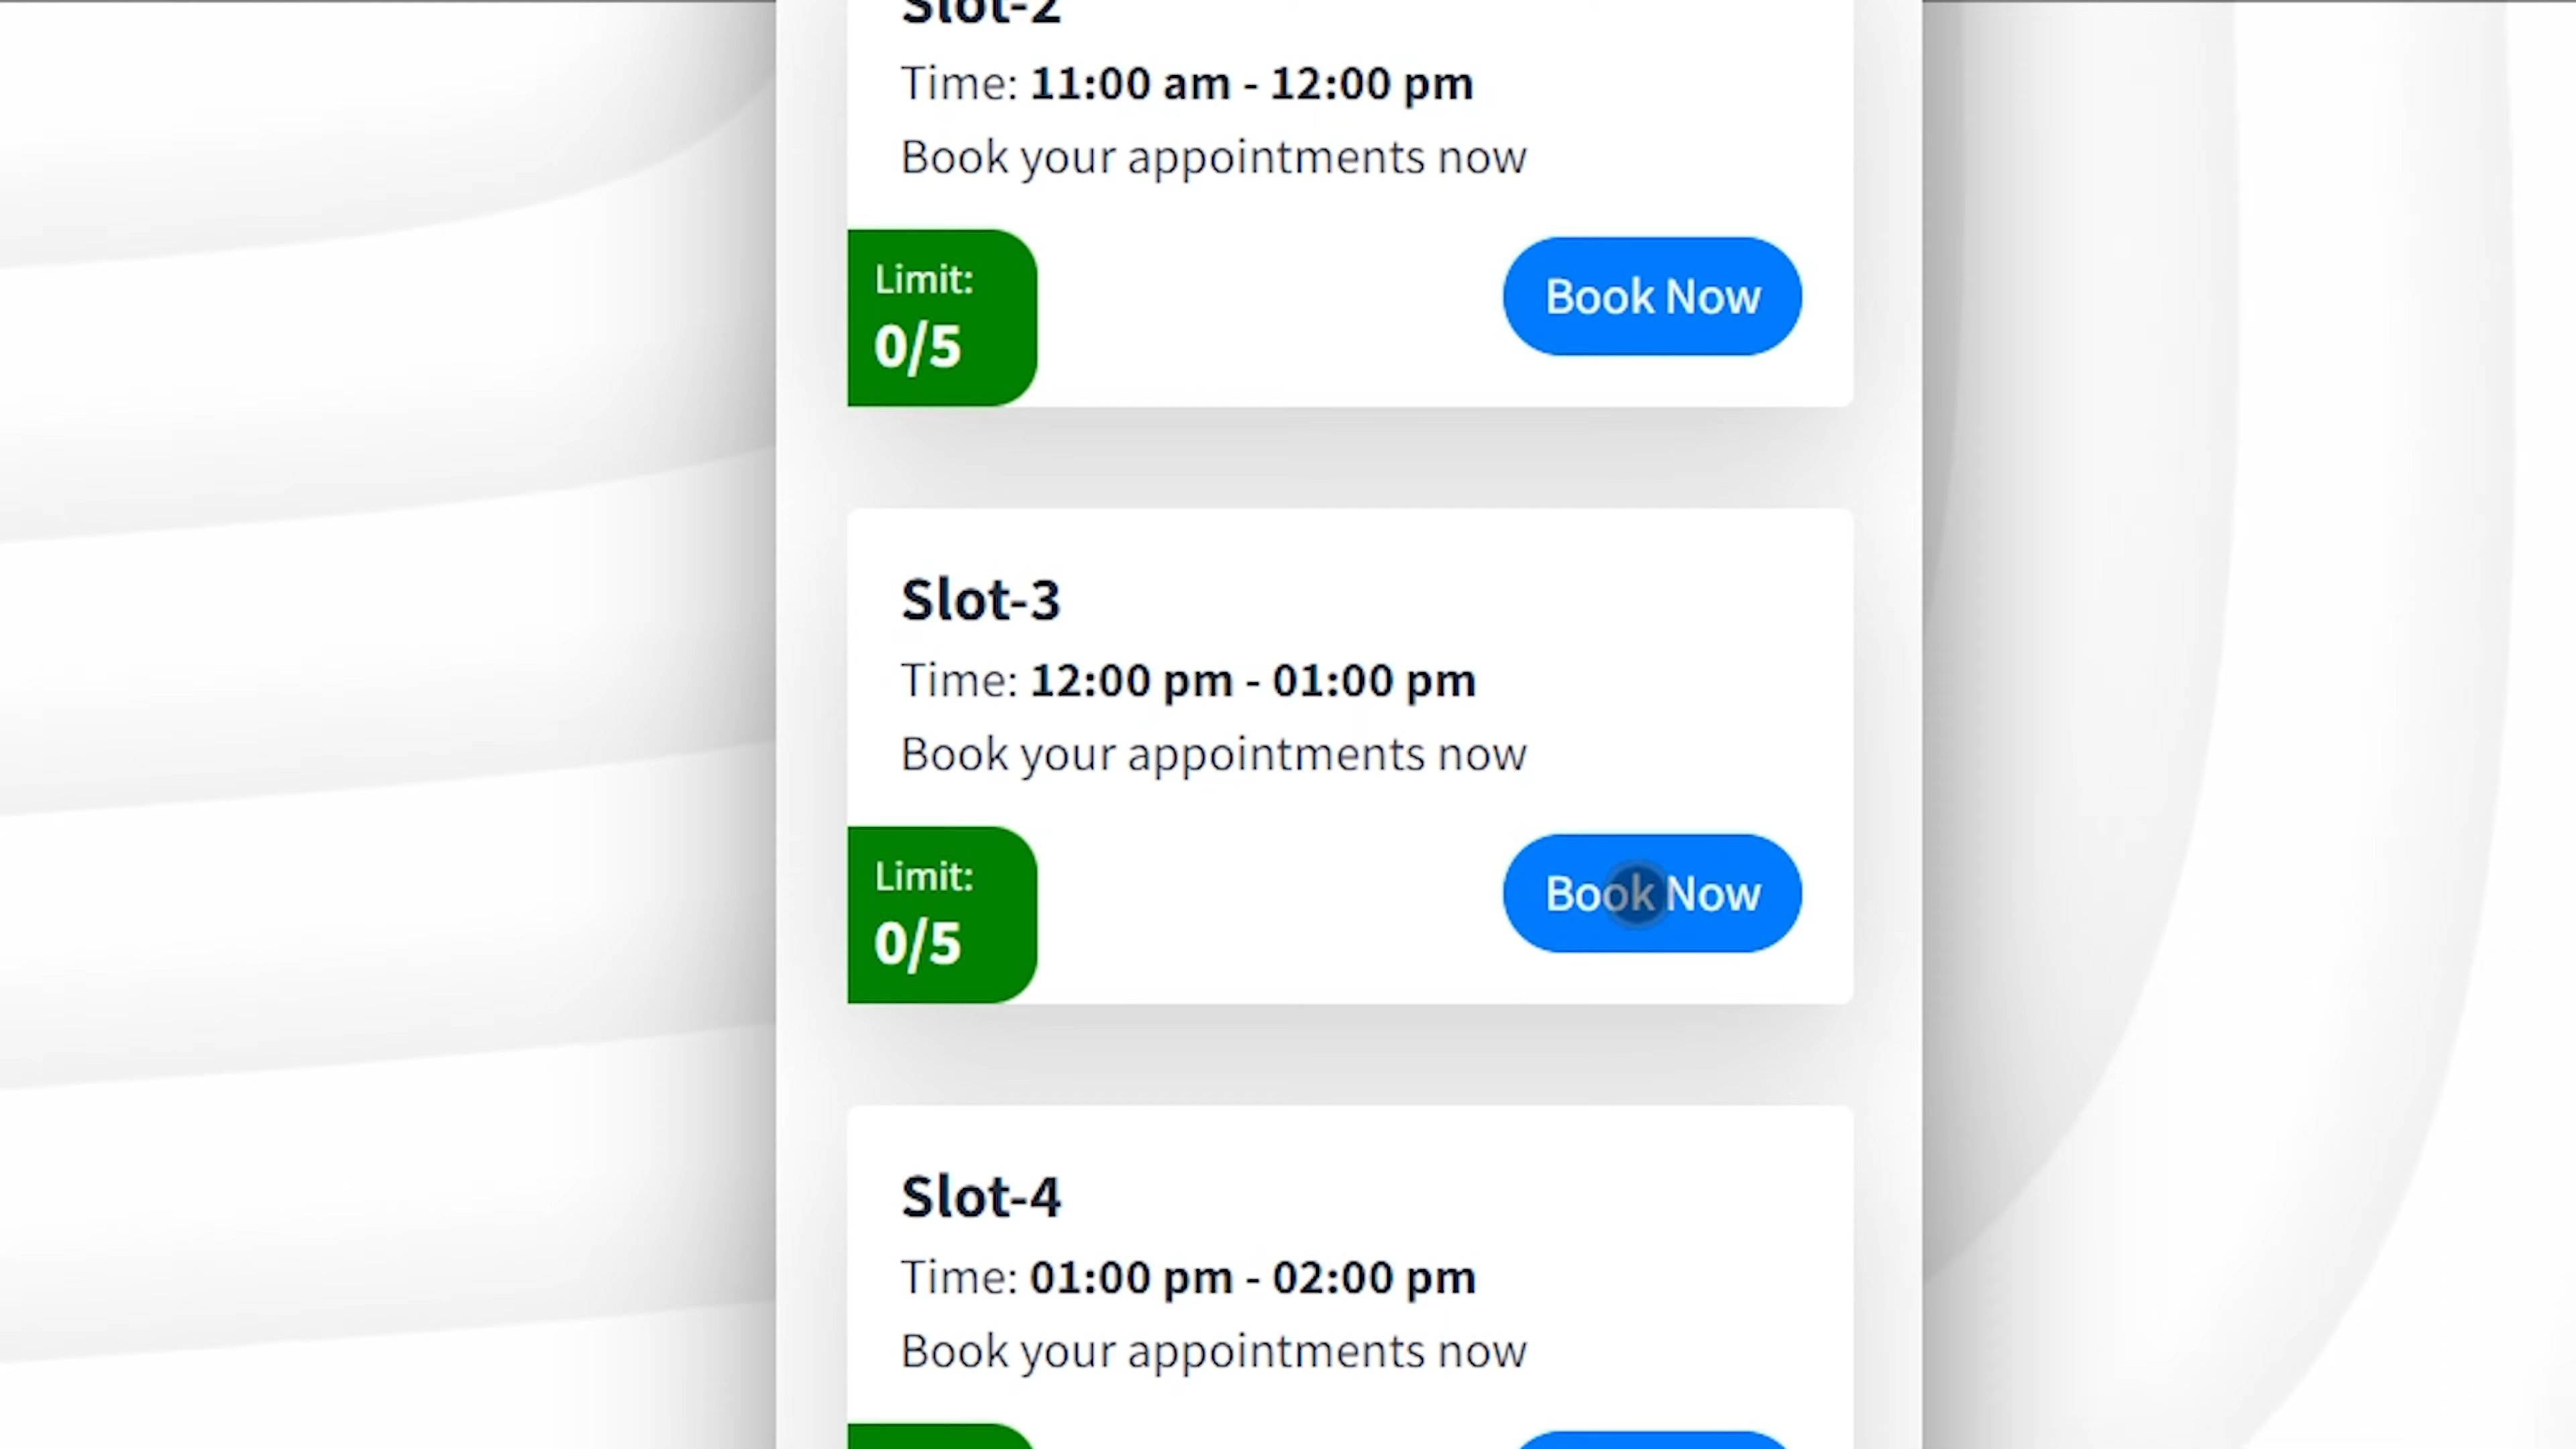 Slot-2
Time: 11:00 am - 12:00 pm
Book your appointments now
Limit:
0/5
Book Now
Slot-3
Time: 12:00 pm - 01:00 pm
Book your appointments now
Limit:
0/5
Book Now
Slot-4
Time: 01:00 pm - 02:00 pm
Book your appointments now